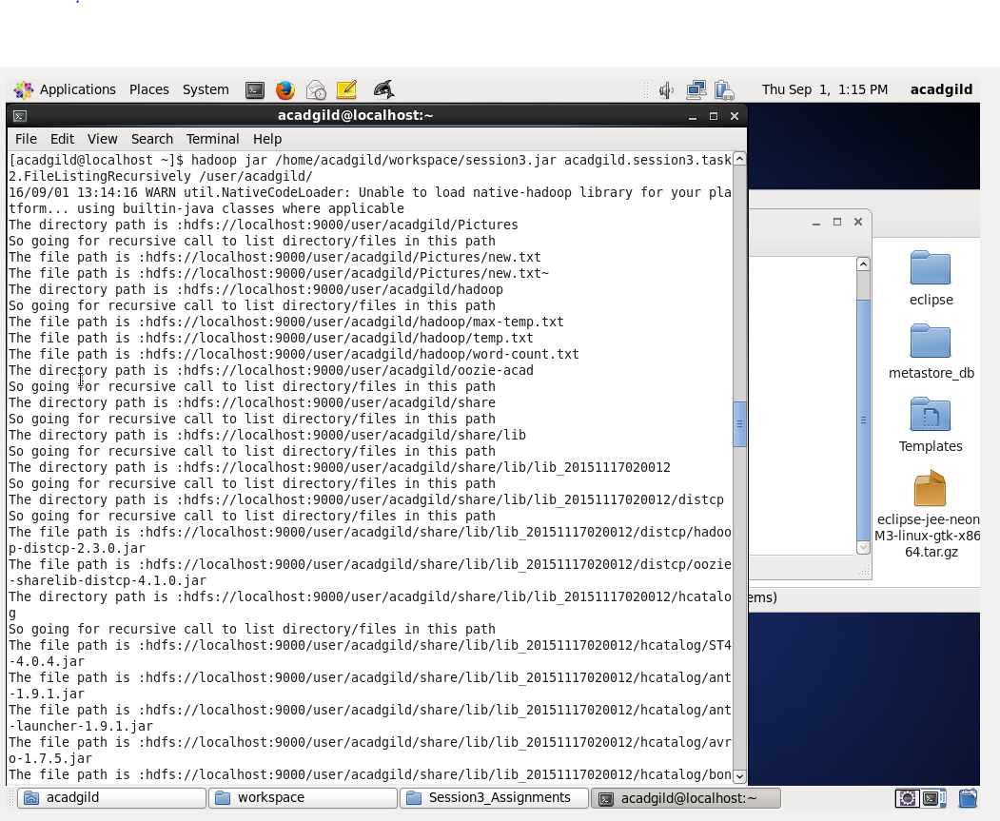 Applications Places System
Thu Sep 1, 1:15 PM acadgild
acadgild@localhost:~
File Edit View Search Terminal Help
[acadgild@localhost ~]$ hadoop jar /home/acadgild/workspace/session3.jar acadgild.session3.task
2.FileListingRecursively /user/acadgild/
16/09/01 13:14:16 WARN util.NativeCodeLoader: Unable to load native-hadoop library for your pla
tform... using builtin-java classes where applicable
The directory path is :hdfs://localhost:9000/user/acadgild/Pictures
So going for recursive call to list directory/files in this path
The file path is :hdfs://localhost:9000/user/acadgild/Pictures/new.txt
The file path is :hdfs://localhost:9000/user/acadgild/Pictures/new.txt~
The directory path is :hdfs://localhost:9000/user/acadgild/hadoop
So going for recursive call to list directory/files in this path
The file path is :hdfs://localhost:9000/user/acadgild/hadoop/max-temp.txt
The file path is :hdfs://localhost:9000/user/acadgild/hadoop/temp.txt
The file path is :hdfs://localhost:9000/user/acadgild/hadoop/word-count.txt
The directory path is :hdfs://localhost:9000/user/acadgild/oozie-acad
So going for recursive call to list directory/files in this path
The directory path is :hdfs://localhost:9000/user/acadgild/share
So going for recursive call to list directory/files in this path
The directory path is :hdfs://localhost:9000/user/acadgild/share/lib
So going for recursive call to list directory/files in this path
The directory path is :hdfs://localhost:9000/user/acadgild/share/lib/lib_20151117020012
So going for recursive call to list directory/files in this path
The directory path is :hdfs://localhost:9000/user/acadgild/share/lib/lib_20151117020012/distcp
So going for recursive call to list directory/files in this path
The file path is :hdfs://localhost:9000/user/acadgild/share/lib/lib_20151117020012/distcp/hadoo
p-distcp-2.3.0.jar
The file path is :hdfs://localhost:9000/user/acadgild/share/lib/lib_20151117020012/distcp/oozie
-sharelib-distcp-4.1.0.jar
The directory path is :hdfs://localhost:9000/user/acadgild/share/lib/lib_20151117020012/hcatalo
g
So going for recursive call to list directory/files in this path
The file path is :hdfs://localhost:9000/user/acadgild/share/lib/lib_20151117020012/hcatalog/ST4
-4.0.4.jar
The file path is :hdfs://localhost:9000/user/acadgild/share/lib/lib_20151117020012/hcatalog/ant
-1.9.1.jar
The file path is :hdfs://localhost:9000/user/acadgild/share/lib/lib_20151117020012/hcatalog/ant
-launcher-1.9.1.jar
The file path is :hdfs://localhost:9000/user/acadgild/share/lib/lib_20151117020012/hcatalog/avr
o-1.7.5.jar
The file path is :hdfs://localhost:9000/user/acadgild/share/lib/lib_20151117020012/hcatalog/bon
eclipse
metastore_db
Templates
eclipse-jee-neon
M3-linux-gtk-x86
64.tar.gz
ems)
acadgild workspace Session3_Assignments acadgild@localhost:~